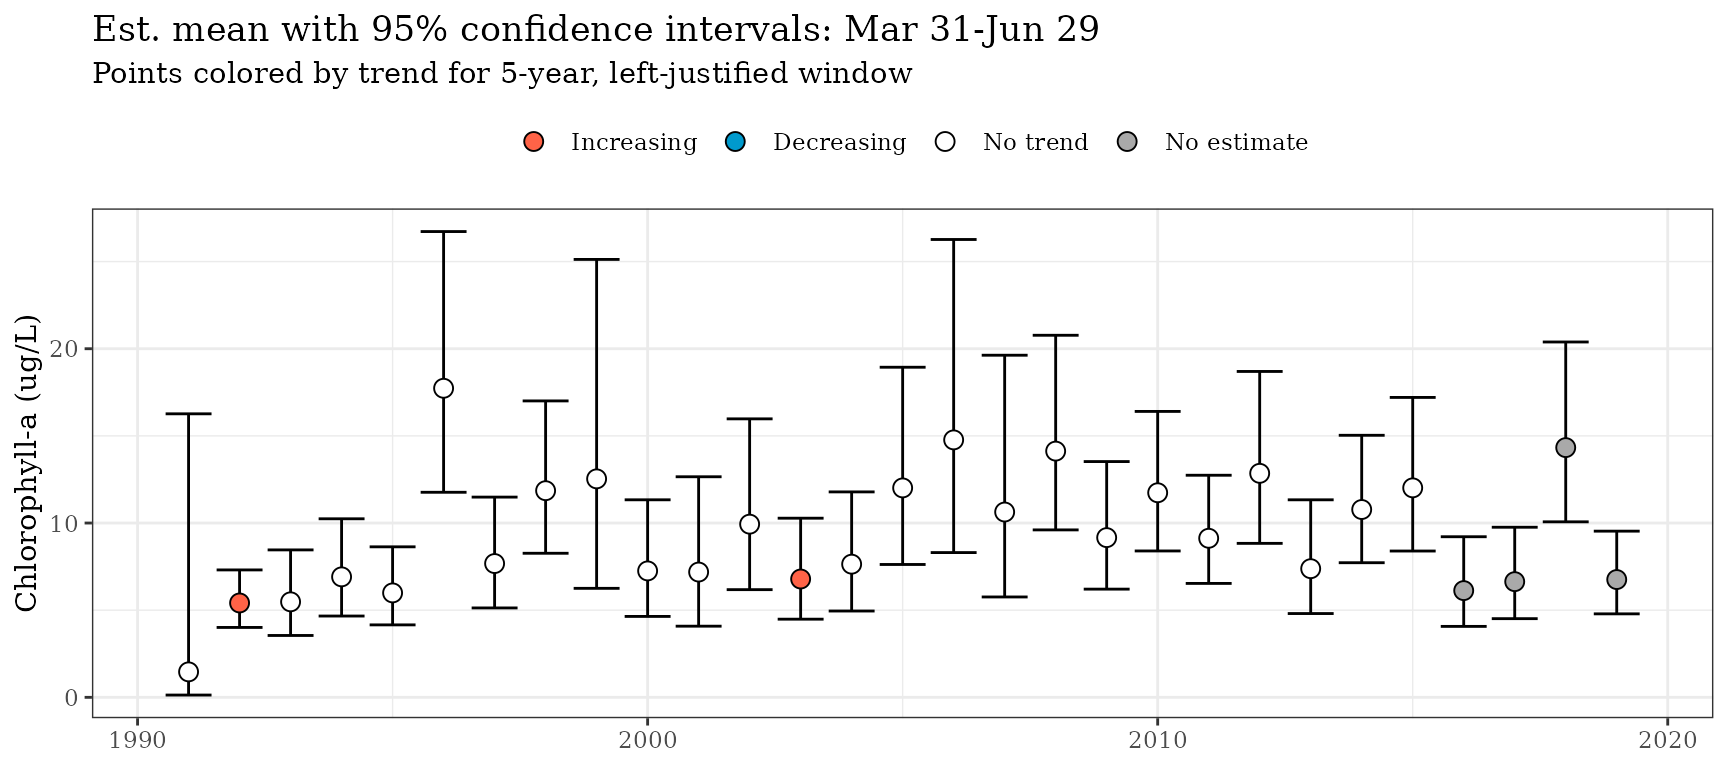 Est. mean with 95% confidence intervals: Mar 31-Jun 29
Points colored by trend for 5-year, left-justified window
Increasing Decreasing No trend No estimate
Chlorophyll-a (ug/L)
20
10
0
1990 2000 2010 2020